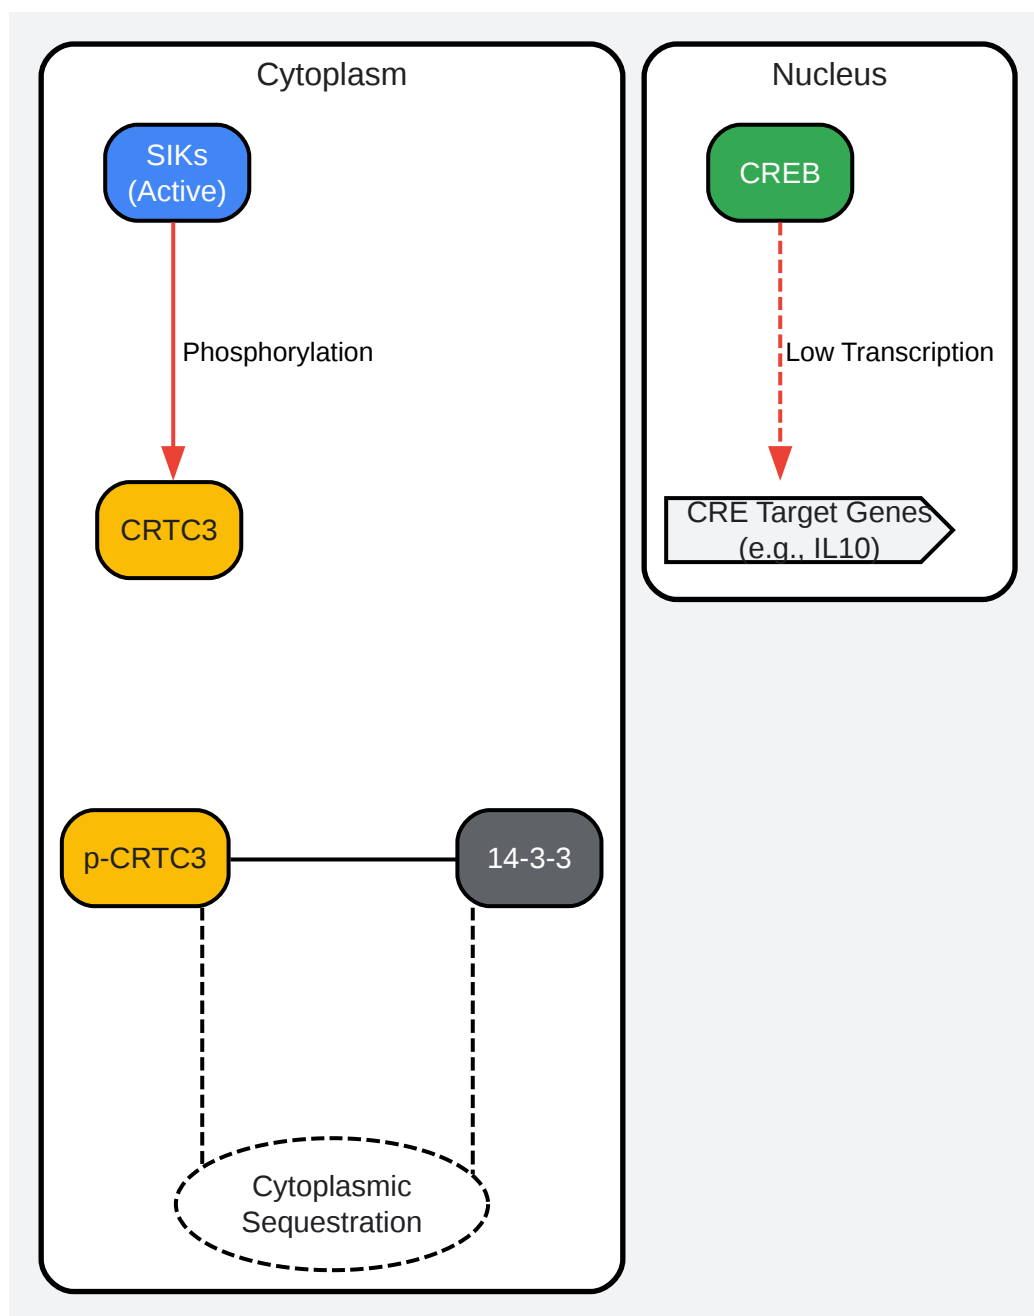 Cytoplasm
SIKs
(Active)
Phosphorylation
CRTC3
p-CRTC3
14-3-3
Cytoplasmic
Sequestration
Nucleus
CREB
Low Transcription
CRE Target Genes
(e.g., IL10)